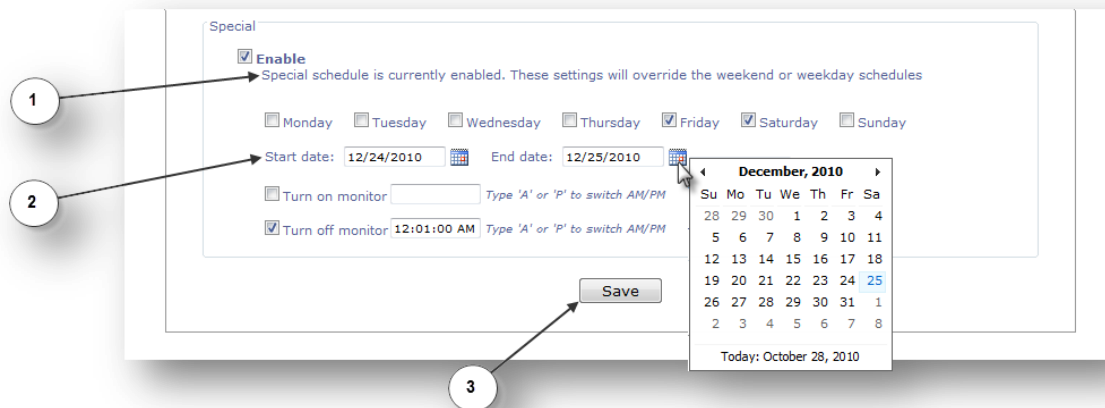 Special
Enable
1
Special schedule is currently enabled. These settings will override the weekend or weekday schedules
Monday Tuesday Wednesday Thursday Friday Saturday Sunday
2
Start date: 12/24/2010 End date: 12/25/2010
Turn on monitor Type 'A' or 'P' to switch AM/PM
Turn off monitor 12:01:00 AM Type 'A' or 'P' to switch AM/PM
December, 2010
Su Mo Tu We Th Fr Sa
28 29 30 1 2 3 4
5 6 7 8 9 10 11
12 13 14 15 16 17 18
19 20 21 22 23 24 25
26 27 28 29 30 31 1
2 3 4 5 6 7 8
Today: October 28, 2010
Save
3